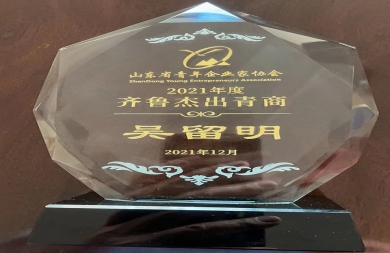 山东省青年企业家协会
ShanDong Young Entrepreneurs Association
2021年度
齐鲁杰出青商
吴留明
2021年12月